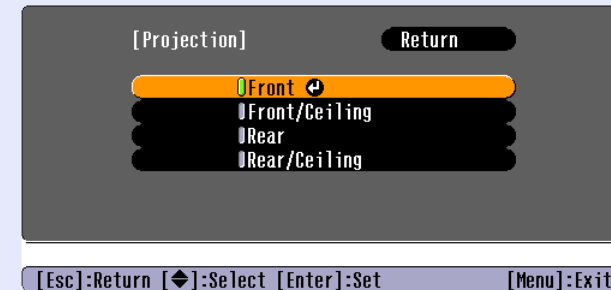 [Projection] Return
Front
Front/Ceiling
Rear
Rear/Ceiling
[Esc]:Return [◆]:Select [Enter]:Set [Menu]:Exit